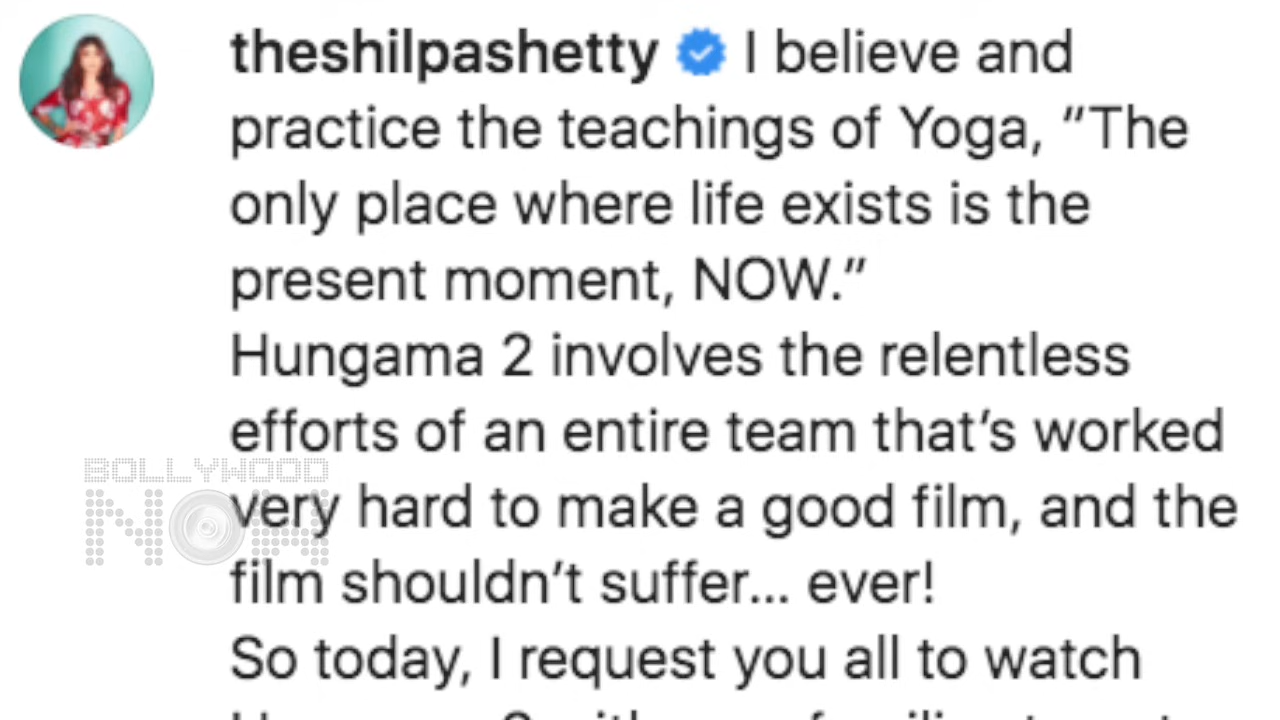 theshilpashetty I believe and
practice the teachings of Yoga, “The
only place where life exists is the
present moment, NOW.”
Hungama 2 involves the relentless
efforts of an entire team that’s worked
BOLLYWOOD
NOW
very hard to make a good film, and the
film shouldn’t suffer... ever!
So today, I request you all to watch